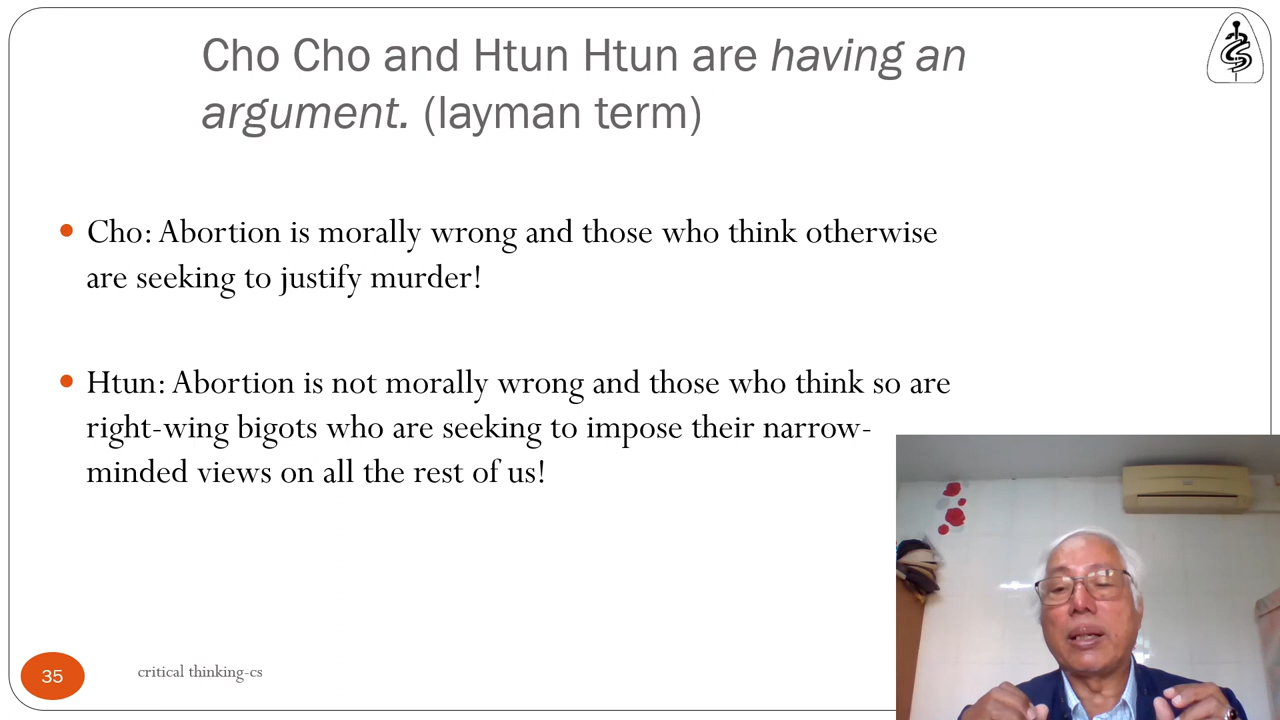 Cho Cho and Htun Htun are having an
argument. (layman term)
Cho: Abortion is morally wrong and those who think otherwise
are seeking to justify murder!
Htun: Abortion is not morally wrong and those who think so are
right-wing bigots who are seeking to impose their narrow-
minded views on all the rest of us!
35
critical thinking-cs